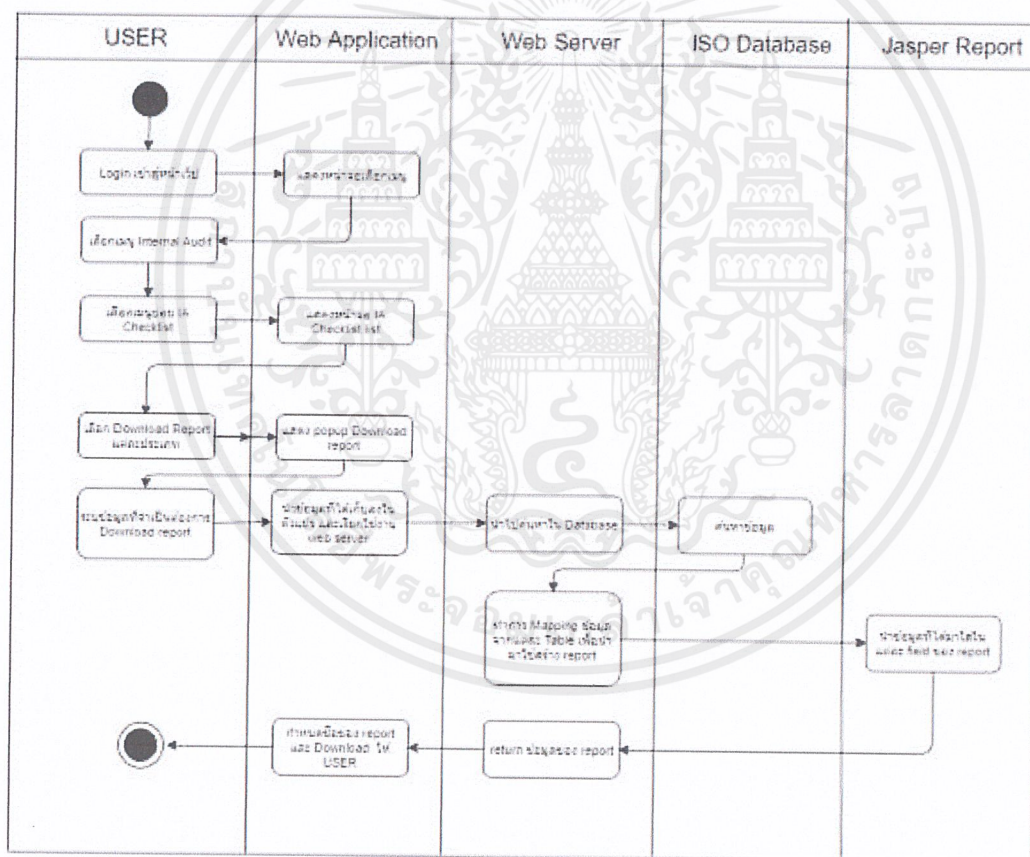 USER
Web Application
Web Server
ISO Database
Jasper Report
Login เข้าสู่หน้าเว็บ
แสดงหน้าจอเลือกเมนู
เลือกเมนู Internal Audit
เลือกเมนูย่อย IA
Checklist
แสดงหน้าจอ IA
Checklist list
เลือก Download Report
แต่ละประเภท
แสดง popup Download
report
ระบุข้อมูลที่จำเป็นต่อการ
Download report
นำข้อมูลที่ได้เก็บลงใน
ตัวแปร และเรียกใช้งาน
Web server
นำไปค้นหาใน Database
ค้นหาข้อมูล
ทำการ Mapping ข้อมูล
จากแต่ละ Table เพื่อนำ
มาใช้สร้าง report
นำข้อมูลที่ได้มาใส่ใน
แต่ละ field ของ report
return ข้อมูลของ report
กำหนดชื่อของ report
และ Download ให้
USER